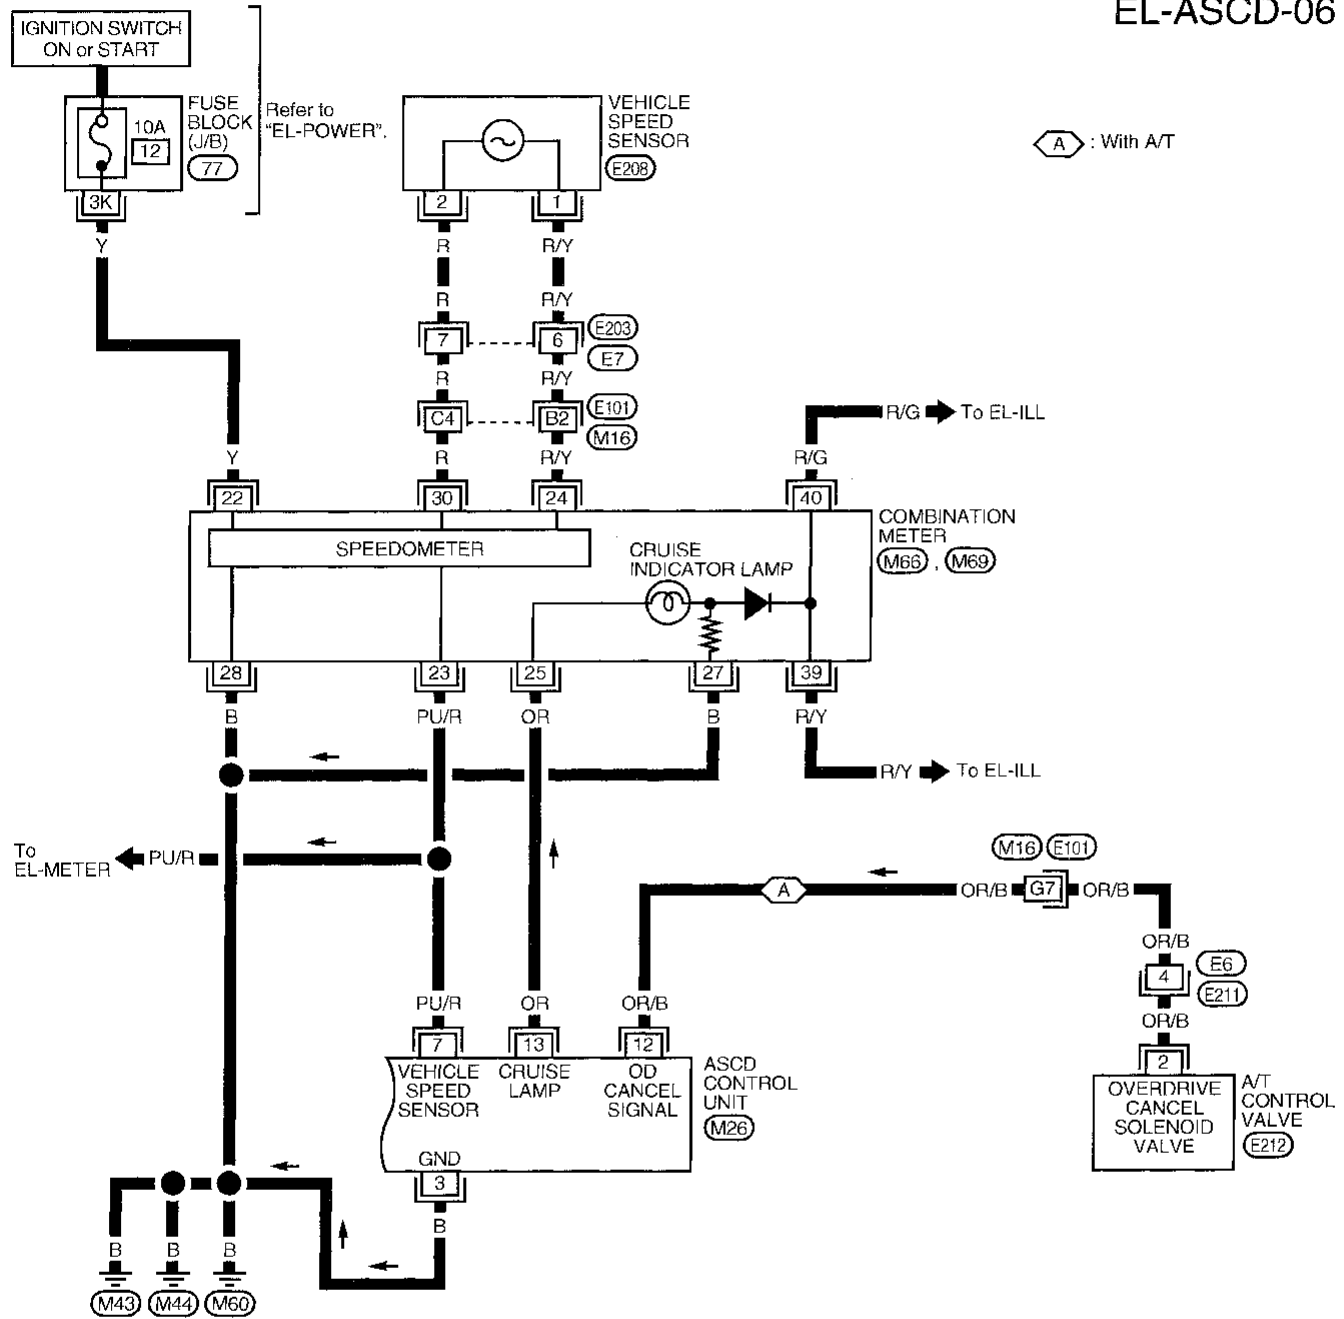 EL-ASCD-06
IGNITION SWITCH
ON or START
FUSE
BLOCK
(J/B)
77
10A
12
3K
Refer to
"EL-POWER".
VEHICLE
SPEED
SENSOR
E208
2
1
A : With A/T
Y
R
R/Y
R
R/Y
7
6
E203
E7
R
R/Y
C4
B2
E101
M16
R/G To EL-ILL
Y
R
R/Y
R/G
22
30
24
40
SPEEDOMETER
CRUISE
INDICATOR LAMP
COMBINATION
METER
M66 , M69
28
23
25
27
39
B
PU/R
OR
B
R/Y
R/Y To EL-ILL
To
EL-METER
PU/R
M16 E101
A
OR/B
G7
OR/B
OR/B
4
E6
E211
OR/B
2
OVERDRIVE
CANCEL
SOLENOID
VALVE
A/T
CONTROL
VALVE
E212
PU/R
OR
OR/B
7
13
12
VEHICLE
SPEED
SENSOR
CRUISE
LAMP
OD
CANCEL
SIGNAL
ASCD
CONTROL
UNIT
M26
GND
3
B
B
B
B
M43
M44
M60